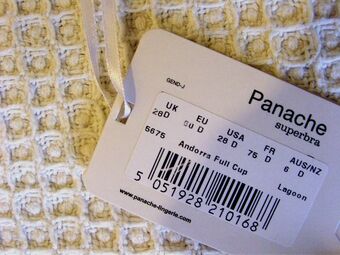 GEND-J
Panache
superbra
UK EU USA FR AUS/NZ
28D 60 D 28 D 75 D 6 D
5675 Andorra Full Cup Lagoon
5 051928 210168
www.panache-lingerie.com